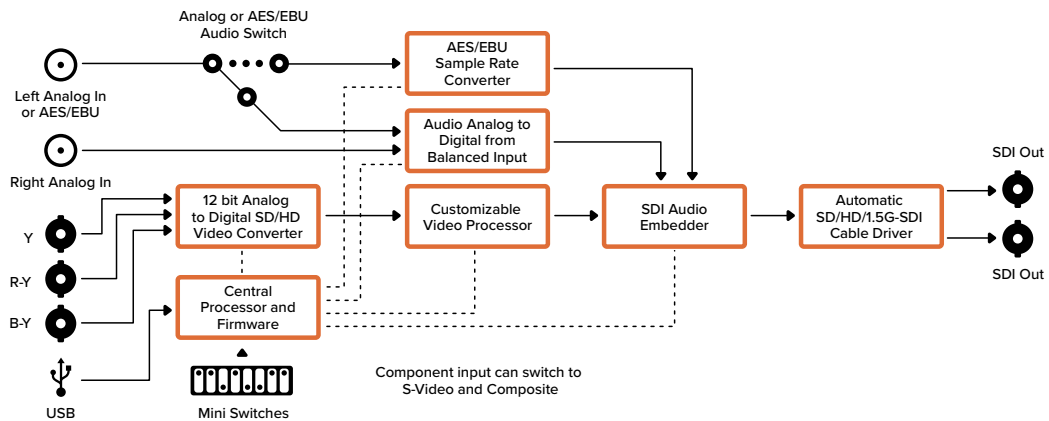 Analog or AES/EBU
Audio Switch
AES/EBU
Sample Rate
Converter
Left Analog In
or AES/EBU
Audio Analog to
Digital from
Balanced Input
Right Analog In
SDI Out
12 bit Analog
to Digital SD/HD
Video Converter
Customizable
Video Processor
SDI Audio
Embedder
Automatic
SD/HD/1.5G-SDI
Cable Driver
Y
R-Y
B-Y
SDI Out
Central
Processor and
Firmware
Component input can switch to
S-Video and Composite
USB
Mini Switches